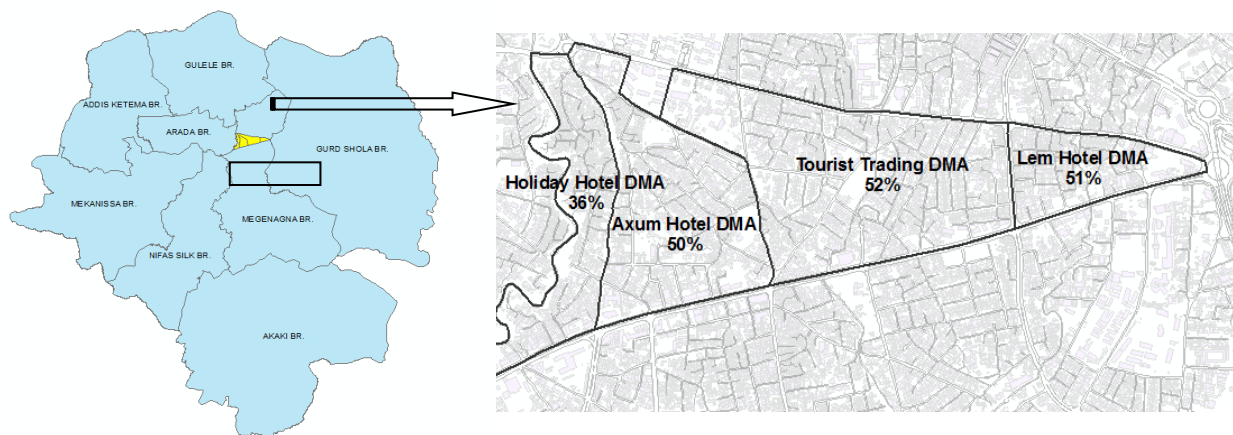 GULELE BR.
ADDIS KETEMA BR.
ARADA BR.
GURD SHOLA BR.
MEKANISSA BR.
MEGENAGNA BR.
NIFAS SILK BR.
AKAKI BR.
Holiday Hotel DMA
36%
Axum Hotel DMA
50%
Tourist Trading DMA
52%
Lem Hotel DMA
51%